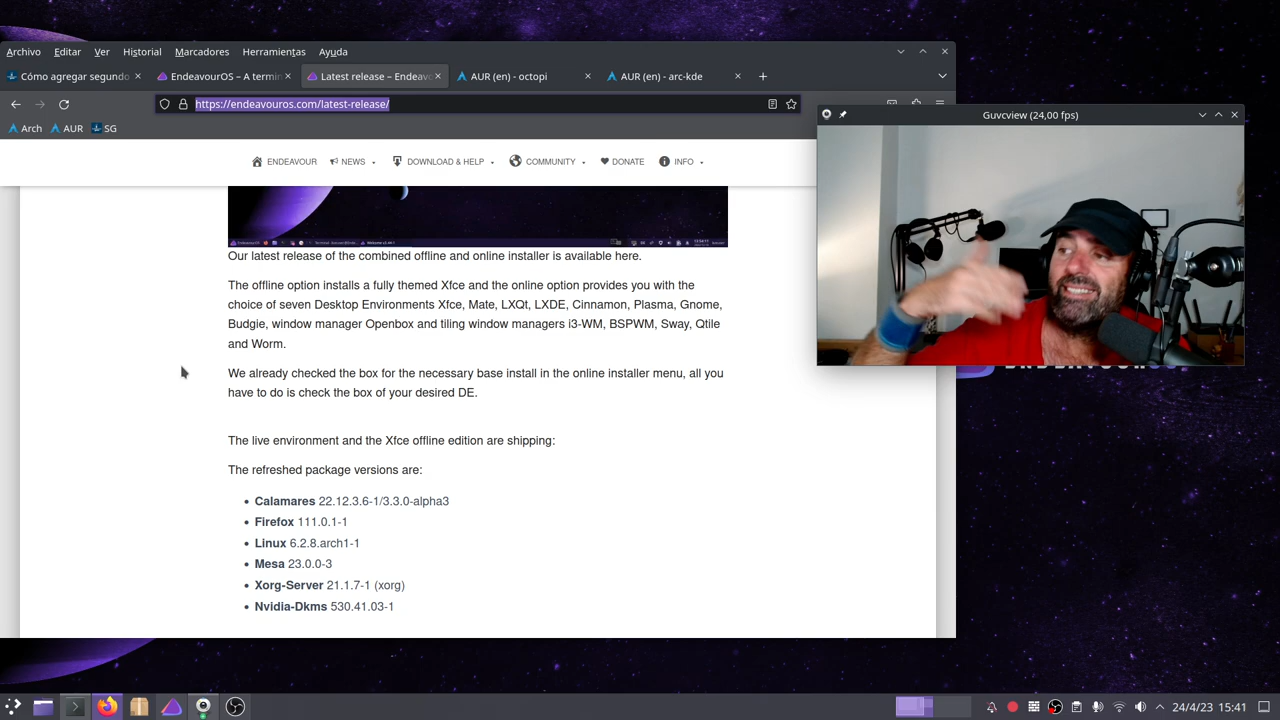 Archivo Editar Ver Historial Marcadores Herramientas Ayuda
Cómo agregar segundo
EndeavourOS – A termin
Latest release – Endeavo
AUR (en) - octopi
AUR (en) - arc-kde
https://endeavouros.com/latest-release/
Arch AUR SG
Guvcview (24,00 fps)
ENDEAVOUR NEWS DOWNLOAD & HELP COMMUNITY DONATE INFO
Our latest release of the combined offline and online installer is available here.
The offline option installs a fully themed Xfce and the online option provides you with the
choice of seven Desktop Environments Xfce, Mate, LXQt, LXDE, Cinnamon, Plasma, Gnome,
Budgie, window manager Openbox and tiling window managers i3-WM, BSPWM, Sway, Qtile
and Worm.
We already checked the box for the necessary base install in the online installer menu, all you
have to do is check the box of your desired DE.
The live environment and the Xfce offline edition are shipping:
The refreshed package versions are:
Calamares 22.12.3.6-1/3.3.0-alpha3
Firefox 111.0.1-1
Linux 6.2.8.arch1-1
Mesa 23.0.0-3
Xorg-Server 21.1.7-1 (xorg)
Nvidia-Dkms 530.41.03-1
24/4/23 15:41